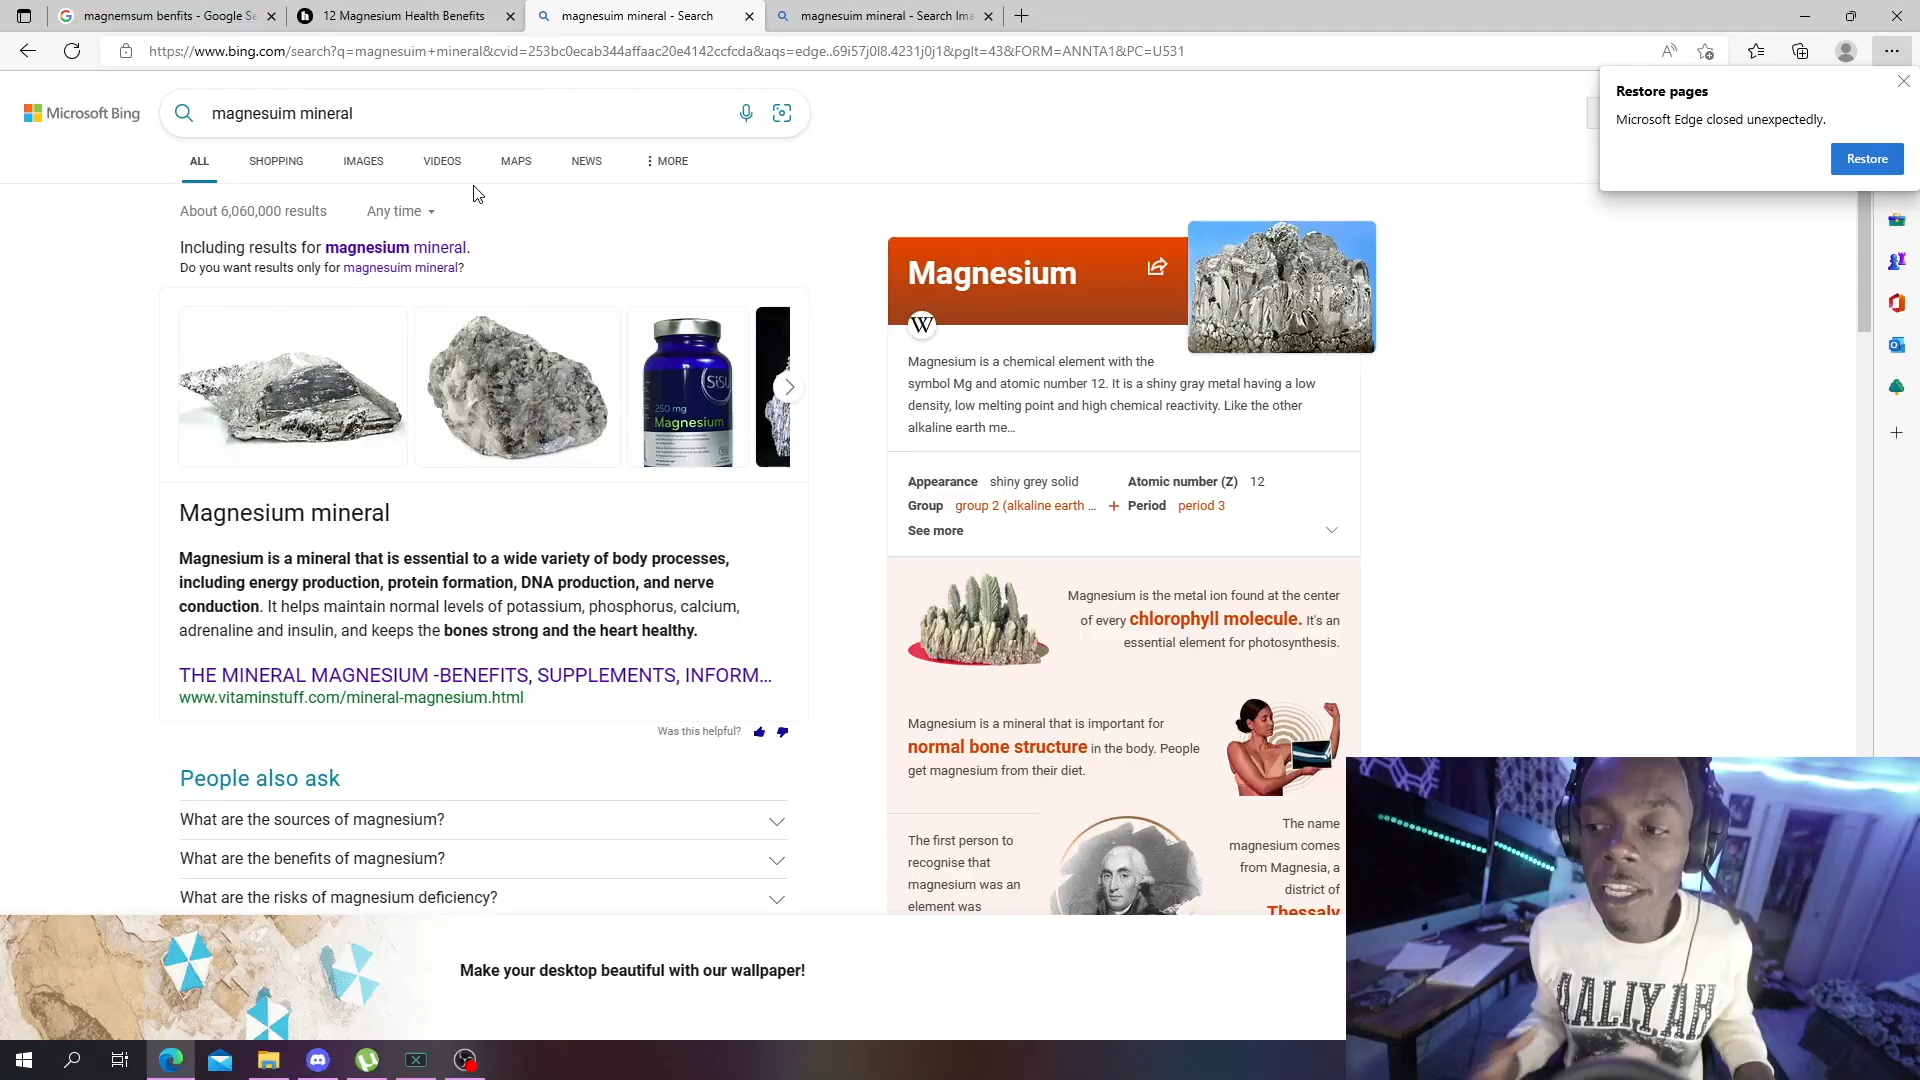 magnemsum benfits - Google Se
12 Magnesium Health Benefits
magnesuim mineral - Search
magnesuim mineral - Search Ima
https://www.bing.com/search?q=magnesuim+mineral&cvid=253bc0ecab344affaac20e4142ccfcda&aqs=edge..69i57j0l8.4231j0j1&pglt=43&FORM=ANNTA1&PC=U531
Restore pages
Microsoft Edge closed unexpectedly.
Restore
Microsoft Bing
magnesuim mineral
ALL
SHOPPING
IMAGES
VIDEOS
MAPS
NEWS
MORE
About 6,060,000 results
Any time
Including results for magnesium mineral.
Do you want results only for magnesuim mineral?
SiSU
250 mg
Magnesium
Magnesium mineral
Magnesium is a mineral that is essential to a wide variety of body processes,
including energy production, protein formation, DNA production, and nerve
conduction. It helps maintain normal levels of potassium, phosphorus, calcium,
adrenaline and insulin, and keeps the bones strong and the heart healthy.
THE MINERAL MAGNESIUM -BENEFITS, SUPPLEMENTS, INFORM...
www.vitaminstuff.com/mineral-magnesium.html
Was this helpful?
People also ask
What are the sources of magnesium?
What are the benefits of magnesium?
What are the risks of magnesium deficiency?
Magnesium
W
Magnesium is a chemical element with the
symbol Mg and atomic number 12. It is a shiny gray metal having a low
density, low melting point and high chemical reactivity. Like the other
alkaline earth me...
Appearance shiny grey solid
Atomic number (Z) 12
Group group 2 (alkaline earth ...
Period period 3
See more
Magnesium is the metal ion found at the center
of every chlorophyll molecule. It's an
essential element for photosynthesis.
Magnesium is a mineral that is important for
normal bone structure in the body. People
get magnesium from their diet.
The first person to
recognise that
magnesium was an
element was
The name
magnesium comes
from Magnesia, a
district of
Thessaly
Make your desktop beautiful with our wallpaper!
AALIYAH